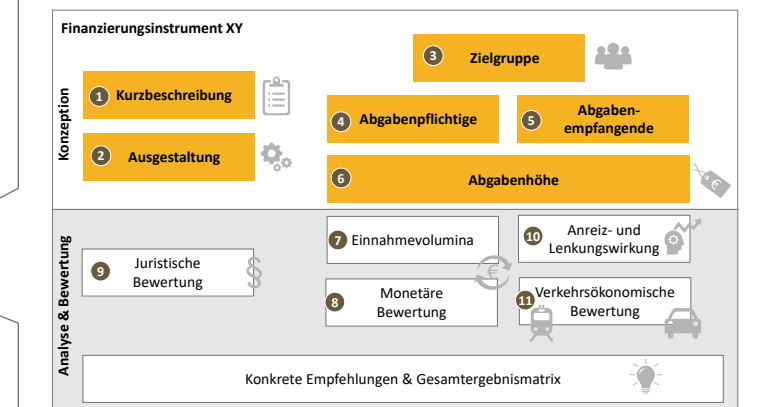 Finanzierungsinstrument XY
Konzeption
1 Kurzbeschreibung
2 Ausgestaltung
3 Zielgruppe
4 Abgabenpflichtige
5 Abgaben-
empfangende
6 Abgabenhöhe
€
Analyse & Bewertung
7 Einnahmevolumina
8 Monetäre
Bewertung
€
9 Juristische
Bewertung
§
10 Anreiz- und
Lenkungswirkung
11 Verkehrsökonomische
Bewertung
Konkrete Empfehlungen & Gesamtergebnismatrix